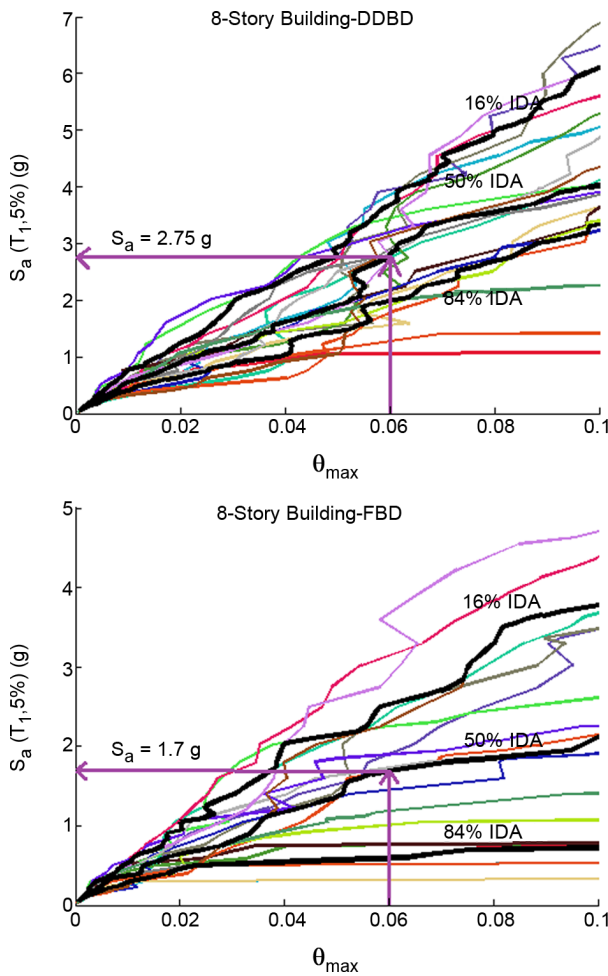 8-Story Building-DDBD
7
6
5
4
3
2
1
0
Sₐ (T₁,5%) (g)
16% IDA
50% IDA
84% IDA
Sₐ = 2.75 g
0.02
0.04
0.06
0.08
0.1
θmax
8-Story Building-FBD
5
4
3
2
1
0
Sₐ (T₁,5%) (g)
16% IDA
50% IDA
84% IDA
Sₐ = 1.7 g
0
0.02
0.04
0.06
0.08
0.1
θmax